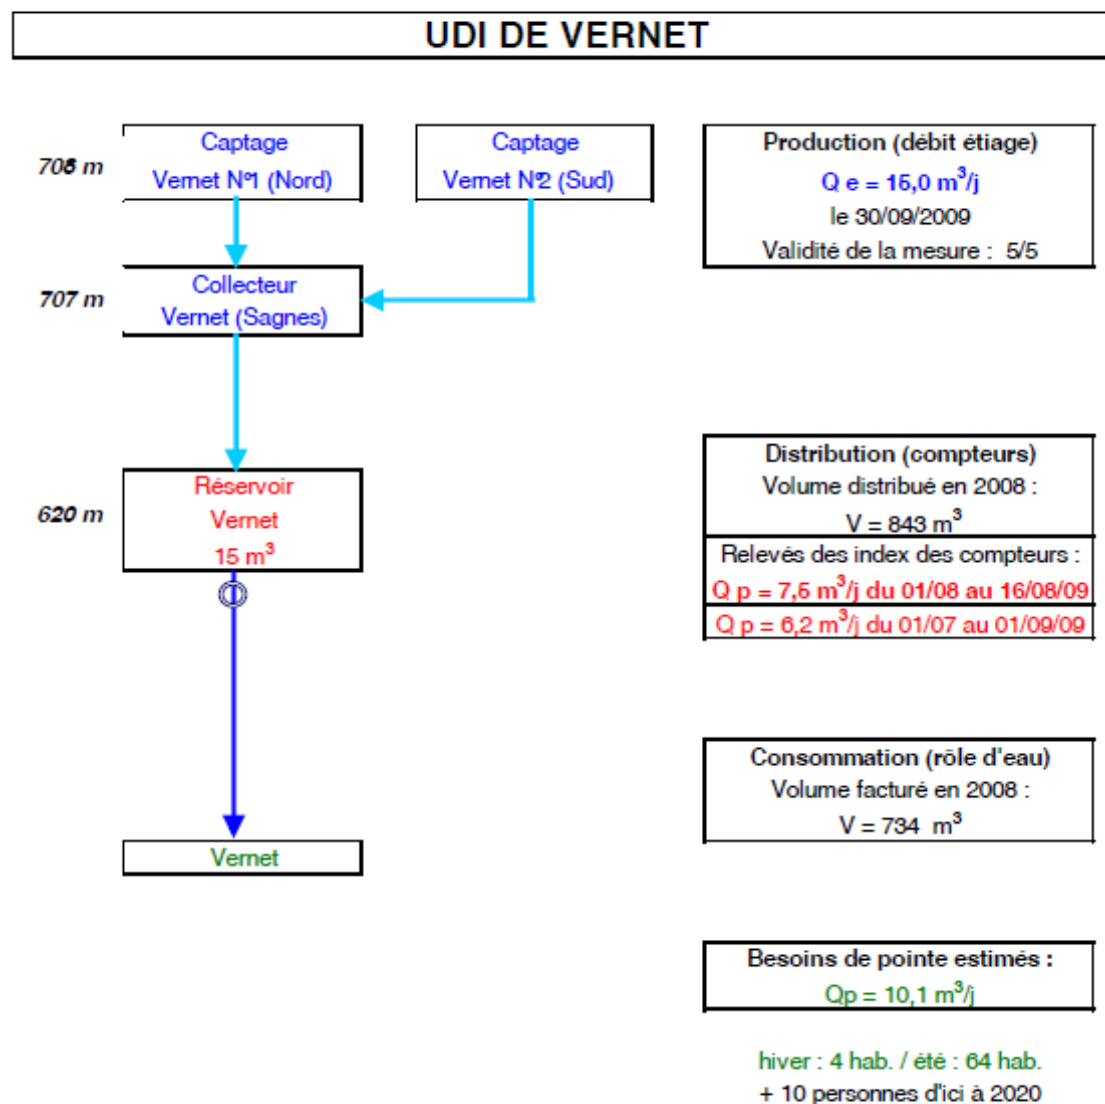 UDI DE VERNET
708 m
Captage
Vernet N°1 (Nord)
Captage
Vernet N°2 (Sud)
Production (débit étiage)
Q e = 15,0 m³/j
le 30/09/2009
Validité de la mesure : 5/5
707 m
Collecteur
Vernet (Sagnes)
620 m
Réservoir
Vernet
15 m³
Distribution (compteurs)
Volume distribué en 2008 :
V = 843 m³
Relevés des index des compteurs :
Q p = 7,5 m³/j du 01/08 au 16/08/09
Q p = 6,2 m³/j du 01/07 au 01/09/09
Consommation (rôle d'eau)
Volume facturé en 2008 :
V = 734 m³
Vernet
Besoins de pointe estimés :
Qp = 10,1 m³/j
hiver : 4 hab. / été : 64 hab.
+ 10 personnes d'ici à 2020